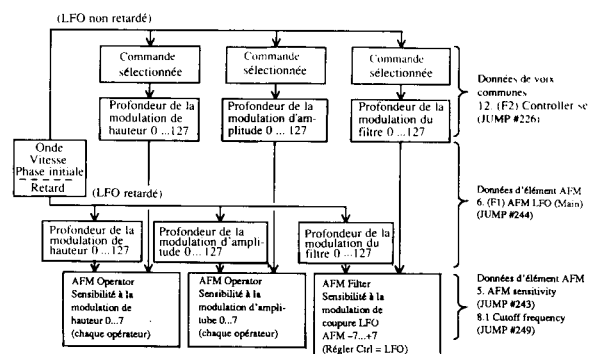 (LFO non retardé)
Commande
sélectionnée
Commande
sélectionnée
Commande
sélectionnée
Profondeur de la
modulation de
hauteur 0 ...127
Profondeur de la
modulation d'am-
plitude 0 ...127
Profondeur de la
modulation du
filtre 0 ...127
Données de voix
communes
12. (F2) Controller se
(JUMP #226)
Onde
Vitesse
Phase initiale
Retard
(LFO retardé)
Profondeur de la
modulation de
hauteur 0...127
Profondeur de la
modulation d'ampli-
tude 0...127
Profondeur de la
modulation du
filtre 0...127
Données d'élément AFM
6. (F1) AFM LFO (Main)
(JUMP #244)
AFM Operator
Sensibilité à la
modulation de
hauteur 0...7
(chaque opérateur)
AFM Operator
Sensibilité à la
modulation d'ampli-
tube 0...7
(chaque opérateur)
AFM Filter
Sensibilité à la
modulation de
coupure LFO
AFM –7...+7
(Régler Ctrl = LFO)
Données d'élément AFM
5. AFM sensitivity
(JUMP #243)
8.1 Cutoff frequency
(JUMP #249)